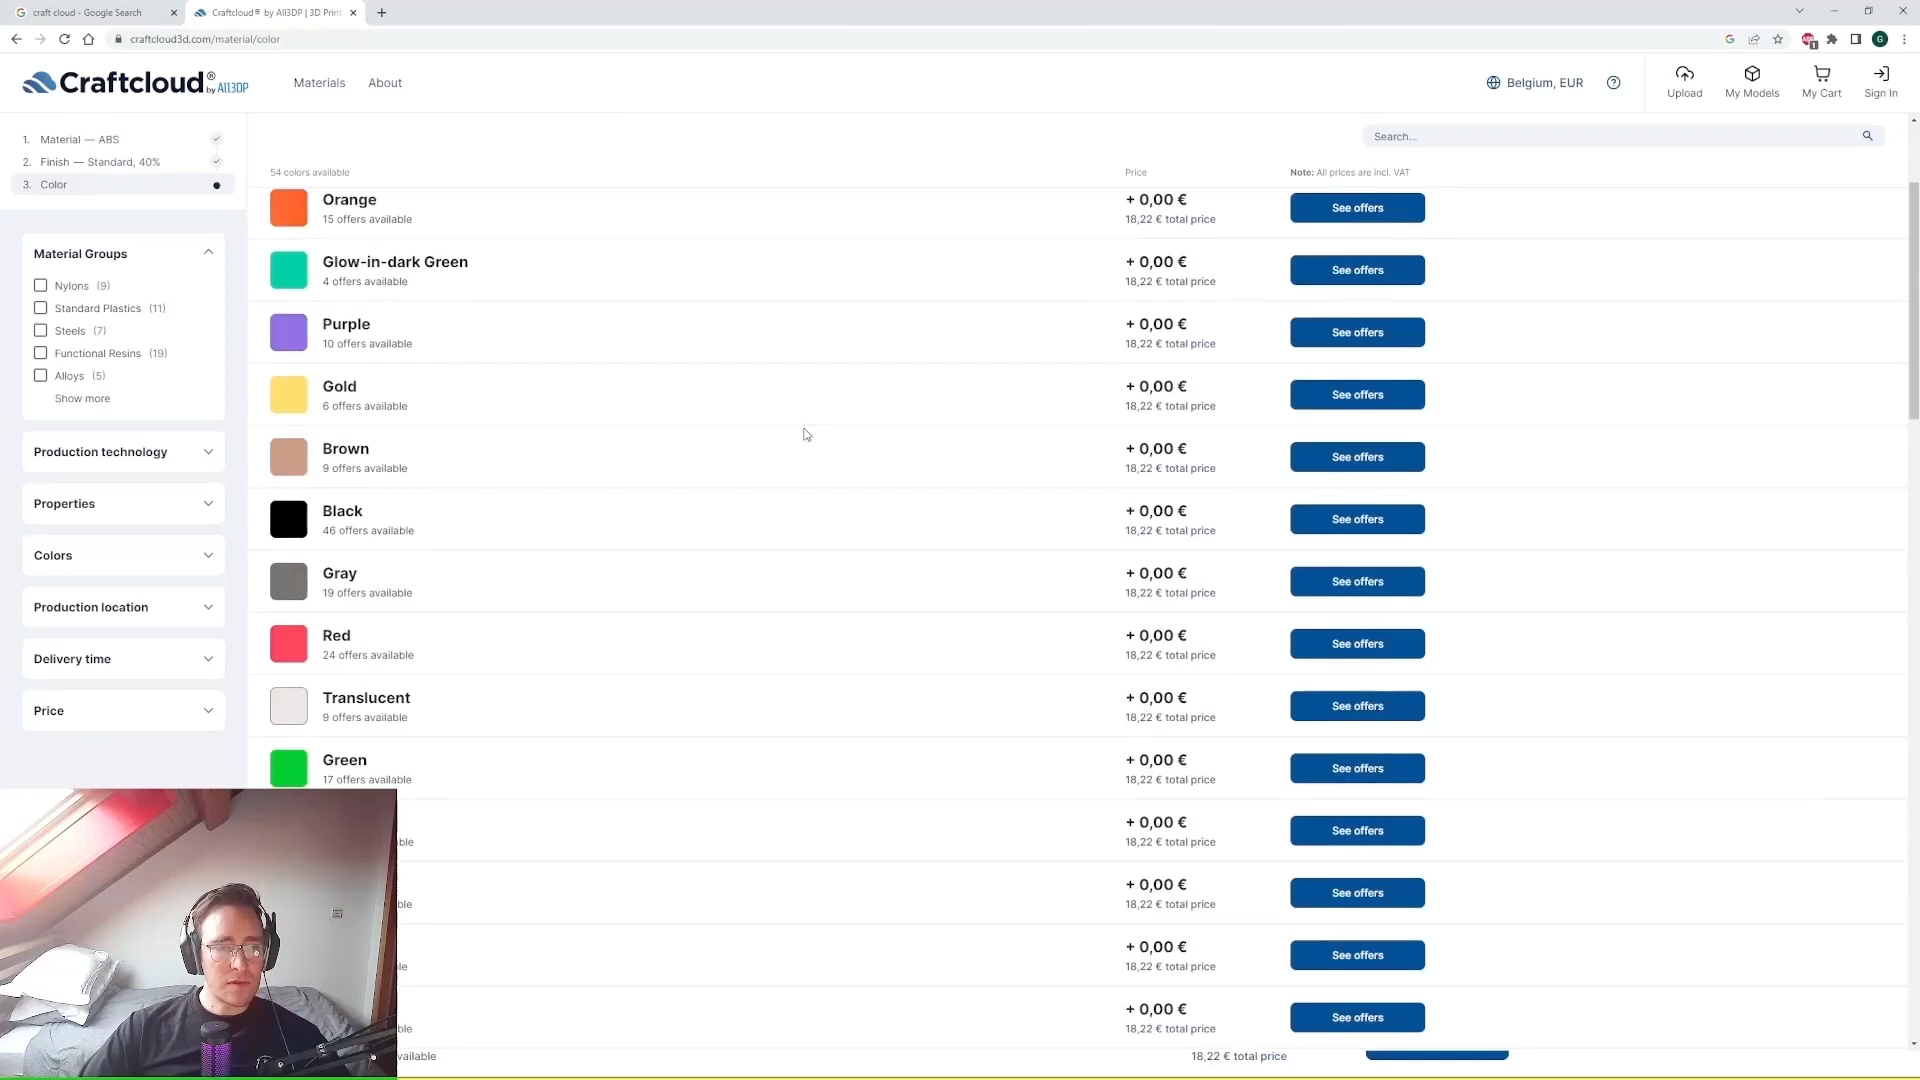 craft cloud - Google Search
Craftcloud® by All3DP | 3D Print
craftcloud3d.com/material/color
G
Craftcloud® by All3DP
Materials
About
Belgium, EUR
Upload
My Models
My Cart
Sign In
1. Material — ABS
2. Finish — Standard, 40%
3. Color
Search...
54 colors available
Price
Note: All prices are incl. VAT
Material Groups
Nylons (9)
Standard Plastics (11)
Steels (7)
Functional Resins (19)
Alloys (5)
Show more
Production technology
Properties
Colors
Production location
Delivery time
Price
Orange
15 offers available
+ 0,00 €
18,22 € total price
See offers
Glow-in-dark Green
4 offers available
+ 0,00 €
18,22 € total price
See offers
Purple
10 offers available
+ 0,00 €
18,22 € total price
See offers
Gold
6 offers available
+ 0,00 €
18,22 € total price
See offers
Brown
9 offers available
+ 0,00 €
18,22 € total price
See offers
Black
46 offers available
+ 0,00 €
18,22 € total price
See offers
Gray
19 offers available
+ 0,00 €
18,22 € total price
See offers
Red
24 offers available
+ 0,00 €
18,22 € total price
See offers
Translucent
9 offers available
+ 0,00 €
18,22 € total price
See offers
Green
17 offers available
+ 0,00 €
18,22 € total price
See offers
ble
+ 0,00 €
18,22 € total price
See offers
ble
+ 0,00 €
18,22 € total price
See offers
le
+ 0,00 €
18,22 € total price
See offers
ble
+ 0,00 €
18,22 € total price
See offers
vailable
18,22 € total price